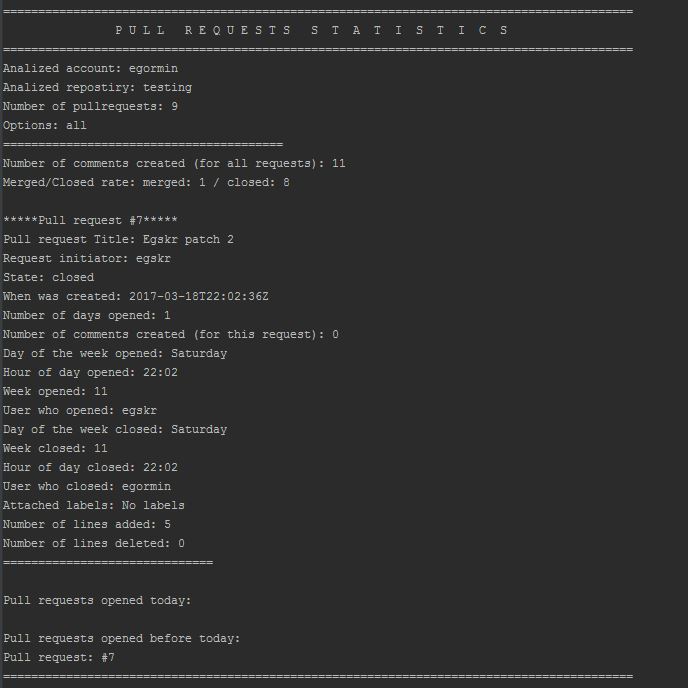 ==========================================================================================
P U L L   R E Q U E S T S   S T A T I S T I C S
==========================================================================================
Analized account: egormin
Analized repostiry: testing
Number of pullrequests: 9
Options: all
========================================
Number of comments created (for all requests): 11
Merged/Closed rate: merged: 1 / closed: 8
*****Pull request #7*****
Pull request Title: Egskr patch 2
Request initiator: egskr
State: closed
When was created: 2017-03-18T22:02:36Z
Number of days opened: 1
Number of comments created (for this request): 0
Day of the week opened: Saturday
Hour of day opened: 22:02
Week opened: 11
User who opened: egskr
Day of the week closed: Saturday
Week closed: 11
Hour of day closed: 22:02
User who closed: egormin
Attached labels: No labels
Number of lines added: 5
Number of lines deleted: 0
==============================
Pull requests opened today:
Pull requests opened before today:
Pull request: #7
==========================================================================================